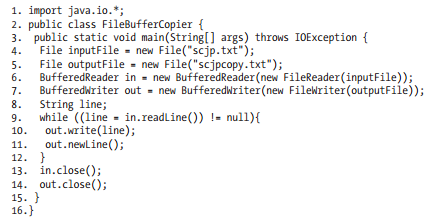 1. import java.io.*;
2. public class FileBufferCopier {
3. public static void main(String[] args) throws IOException {
4. File inputFile = new File("scjp.txt");
5. File outputFile = new File("scjpcopy.txt");
6. BufferedReader in = new BufferedReader(new FileReader(inputFile));
7. BufferedWriter out = new BufferedWriter(new FileWriter(outputFile));
8. String line;
9. while ((line = in.readLine()) != null){
10. out.write(line);
11. out.newLine();
12. }
13. in.close();
14. out.close();
15. }
16.}